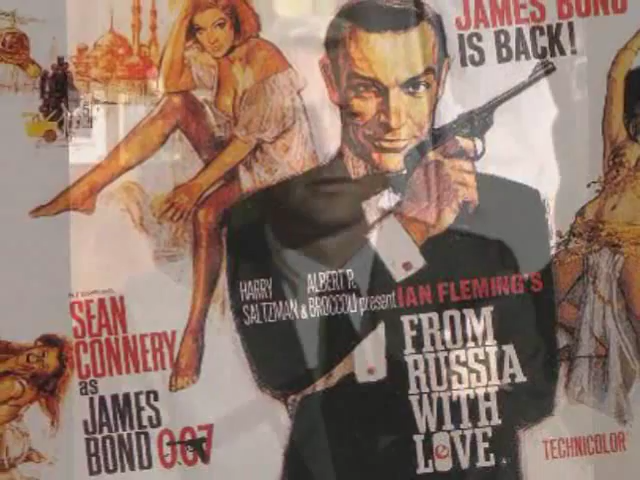 JAMES BOND
IS BACK!
HARRY
SALTZMAN &
ALBERT R.
BROCCOLI present
IAN FLEMING'S
FROM
RUSSIA
WITH
LOVE
SEAN
CONNERY
as
JAMES
BOND 007
TECHNICOLOR